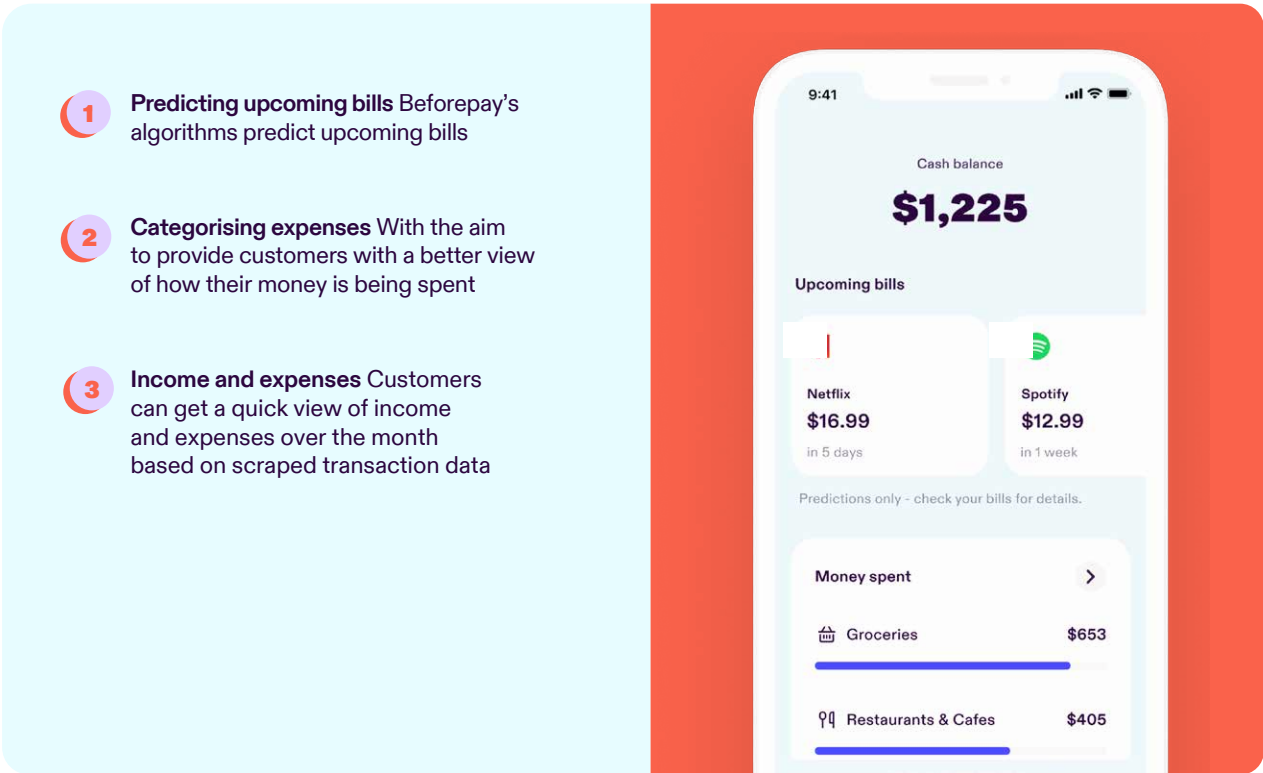 1
Predicting upcoming bills Beforepay's
algorithms predict upcoming bills
2
Categorising expenses With the aim
to provide customers with a better view
of how their money is being spent
3
Income and expenses Customers
can get a quick view of income
and expenses over the month
based on scraped transaction data
9:41
Cash balance
$1,225
Upcoming bills
Netflix
$16.99
in 5 days
Spotify
$12.99
in 1 week
Predictions only - check your bills for details.
Money spent
Groceries $653
Restaurants & Cafes $405